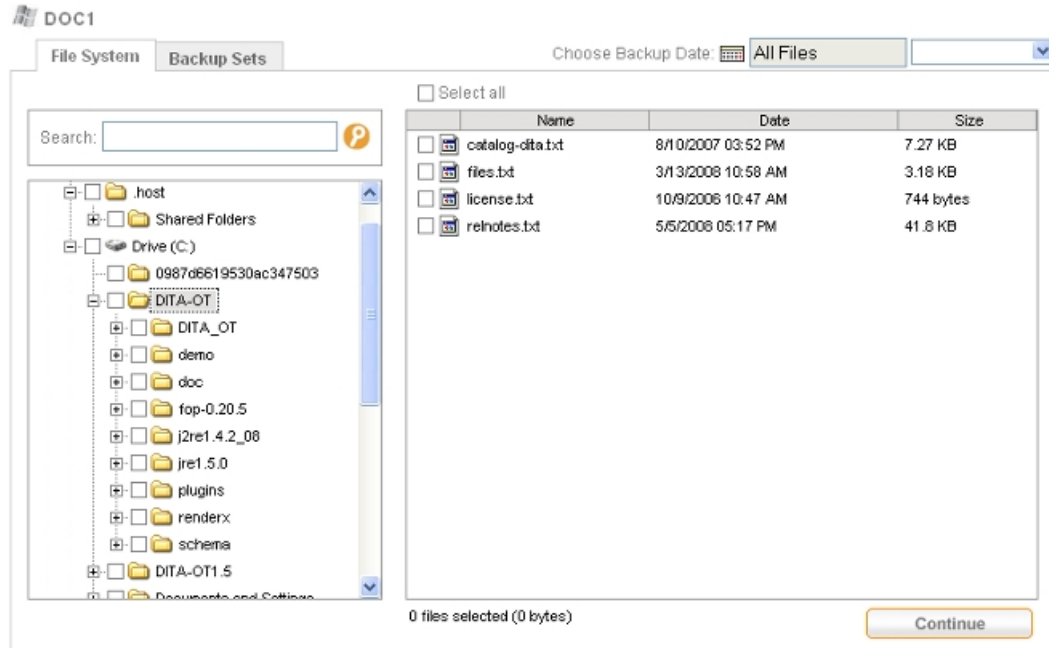 DOC1
File System Backup Sets Choose Backup Date: All Files
Select all
Search:
Name Date Size
catalog-dita.txt 8/10/2007 03:52 PM 7.27 KB
files.txt 3/13/2008 10:58 AM 3.18 KB
license.txt 10/9/2006 10:47 AM 744 bytes
relnotes.txt 5/5/2008 05:17 PM 41.8 KB
.host
Shared Folders
Drive (C:)
0987d6619530ac347503
DITA-OT
DITA_OT
demo
doc
fop-0.20.5
j2re1.4.2_08
jre1.5.0
plugins
renderx
schema
DITA-OT1.5
Documents and Settings
0 files selected (0 bytes)
Continue